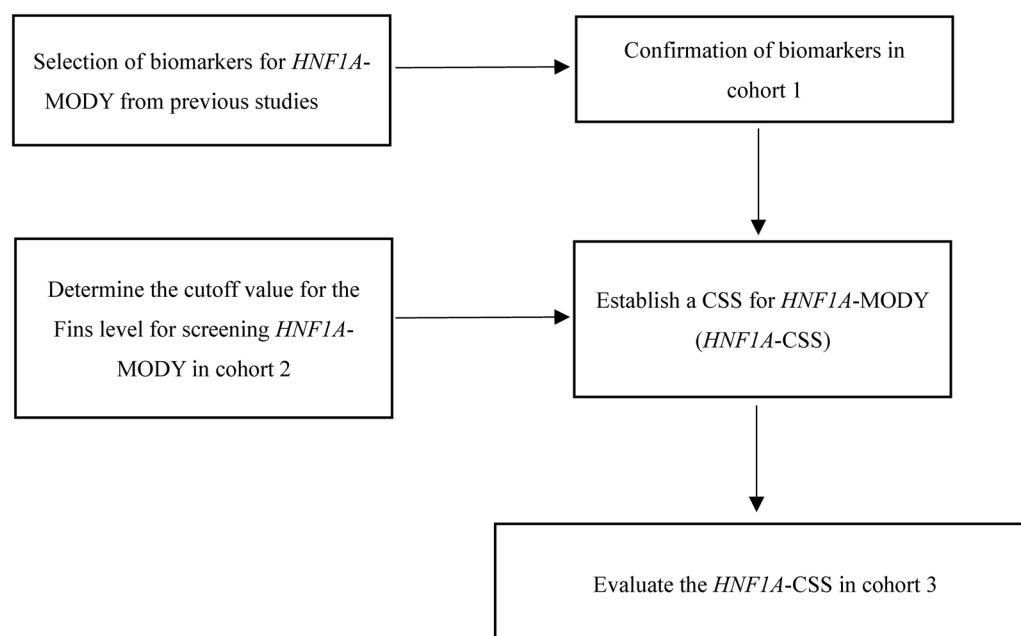 Selection of biomarkers for HNF1A-
MODY from previous studies
Confirmation of biomarkers in
cohort 1
Determine the cutoff value for the
Fins level for screening HNF1A-
MODY in cohort 2
Establish a CSS for HNF1A-MODY
(HNF1A-CSS)
Evaluate the HNF1A-CSS in cohort 3